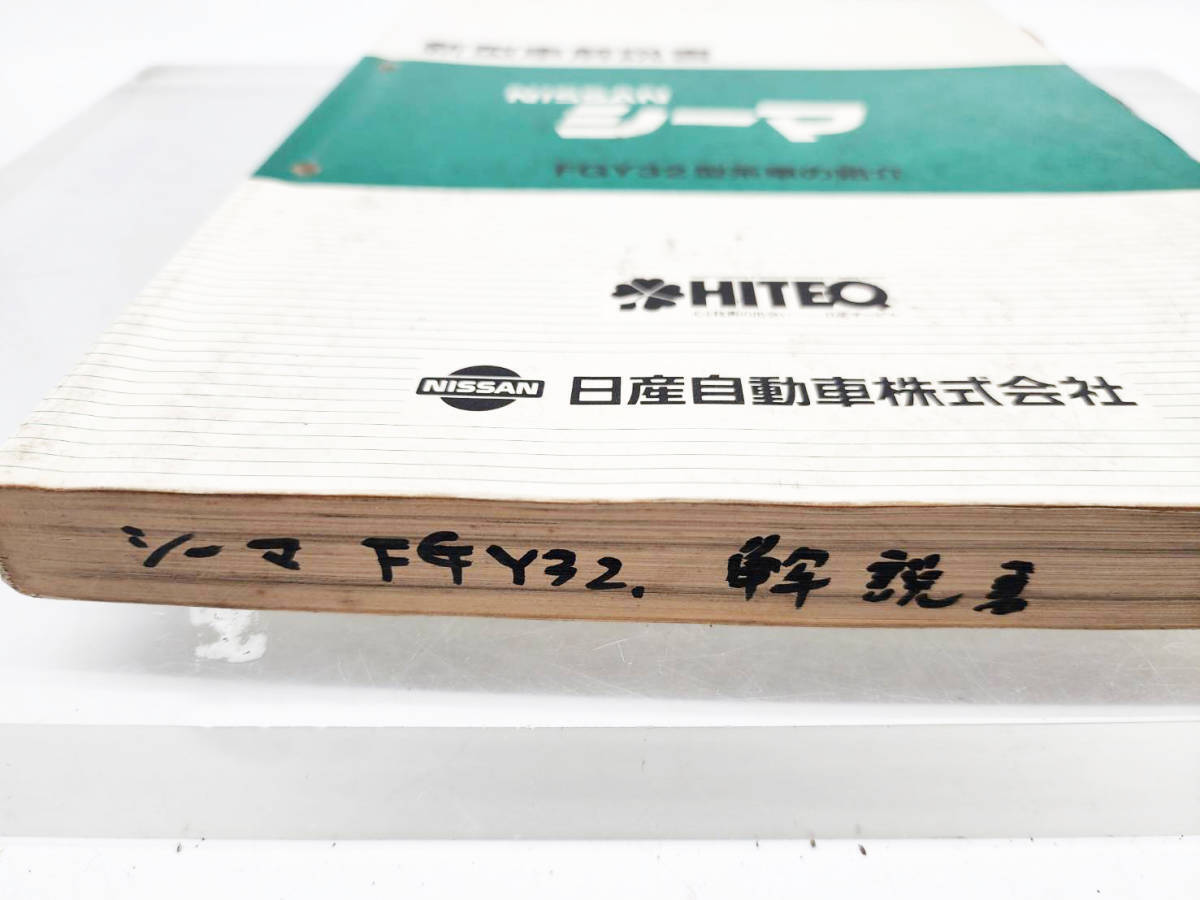 新型車解説書
NISSAN
シーマ
FGY32型系車の紹介
HITEQ
NISSAN 日産自動車株式会社
シーマ FGY32. 解説書